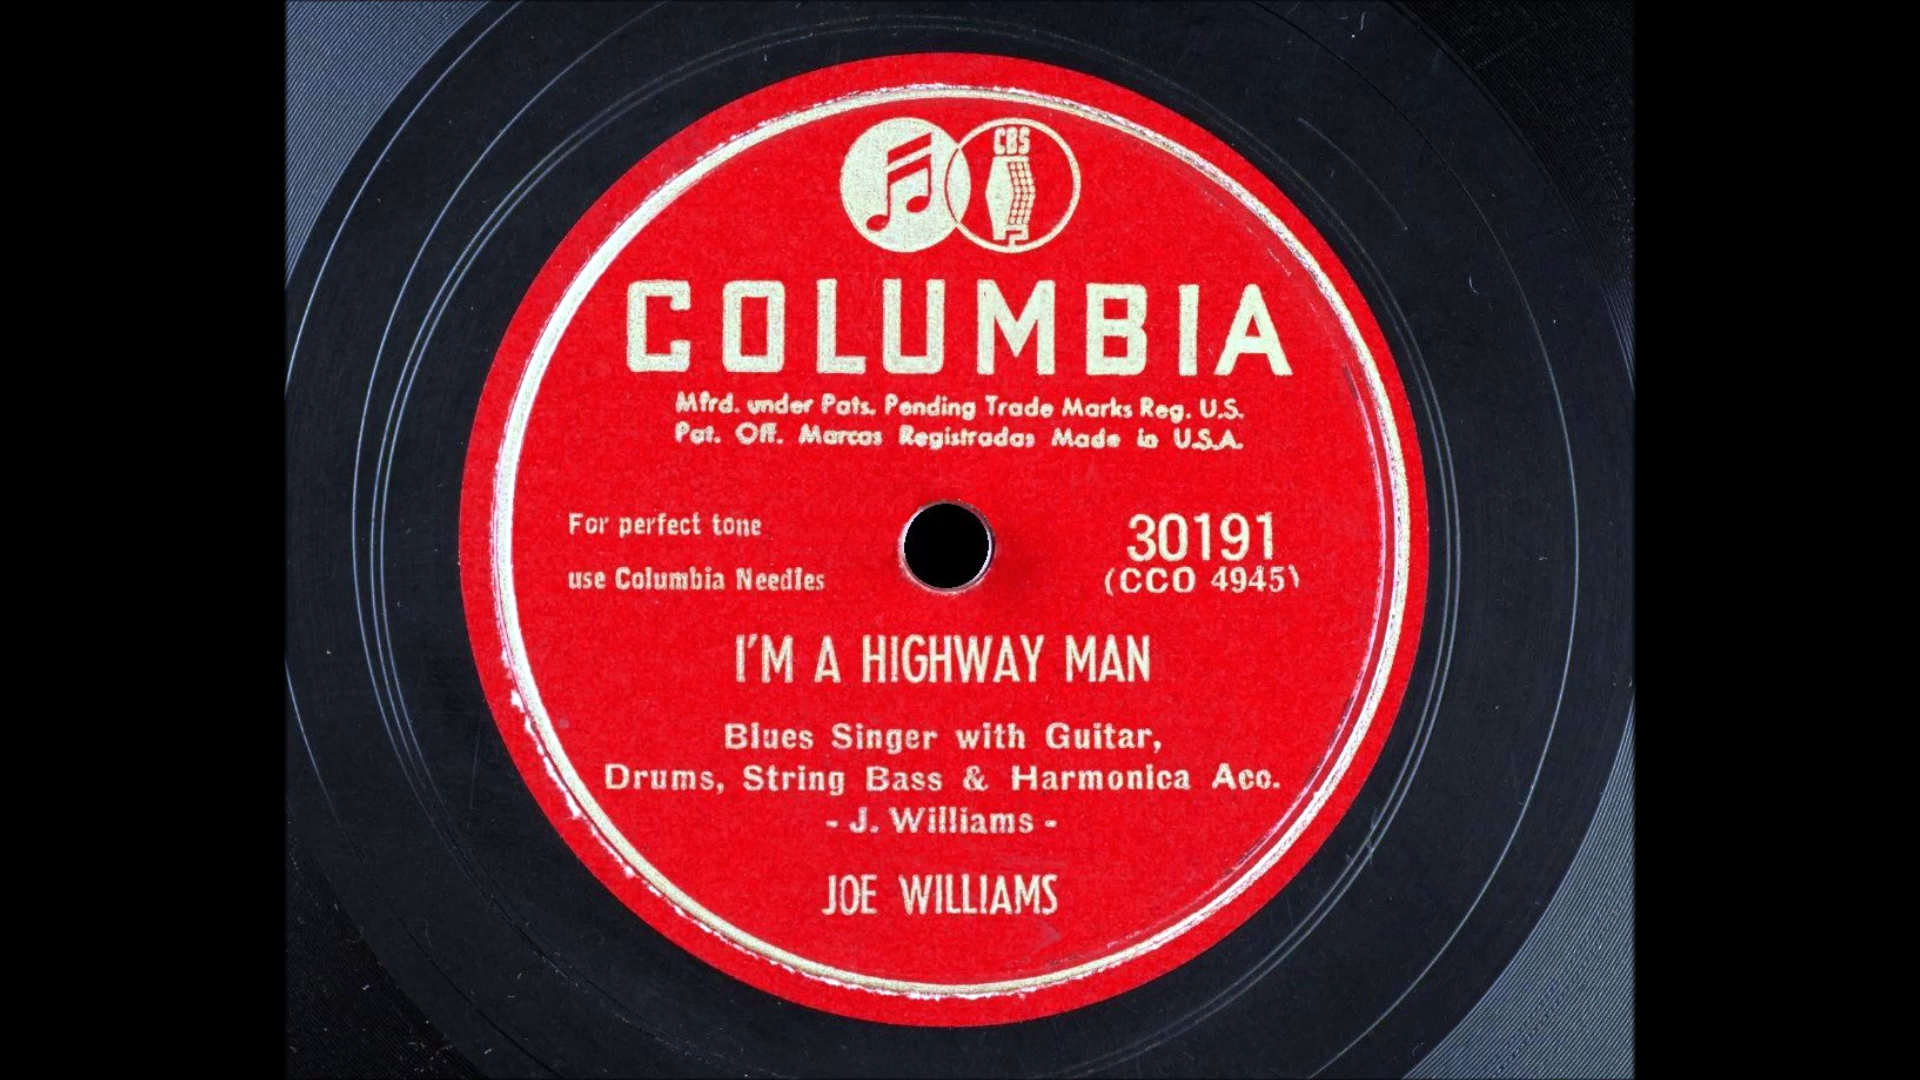 CBS
COLUMBIA
Mfrd. under Pats. Pending Trade Marks Reg. U.S.
Pat. Off. Marcas Registradas Made in U.S.A.
For perfect tone
use Columbia Needles
30191
(CCO 4945)
I'M A HIGHWAY MAN
Blues Singer with Guitar,
Drums, String Bass & Harmonica Acc.
- J. Williams -
JOE WILLIAMS